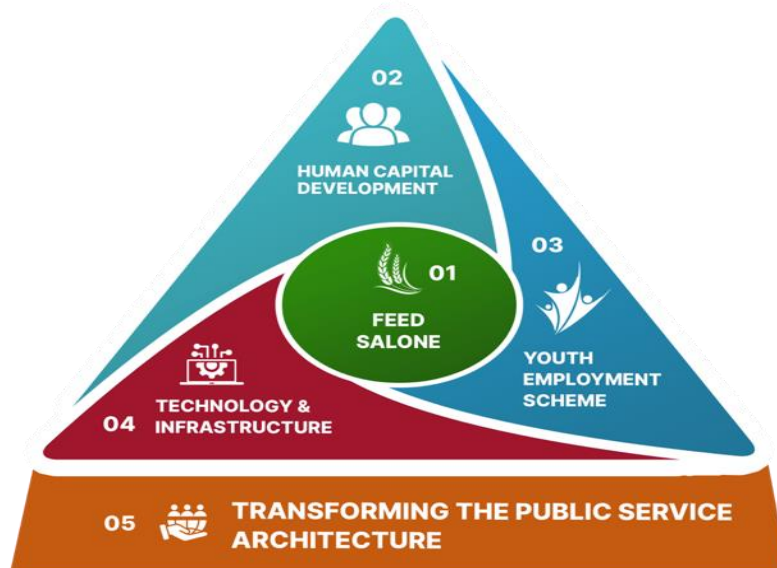 02
HUMAN CAPITAL
DEVELOPMENT
01
FEED
SALONE
03
YOUTH
EMPLOYMENT
SCHEME
04
TECHNOLOGY &
INFRASTRUCTURE
05
TRANSFORMING THE PUBLIC SERVICE
ARCHITECTURE